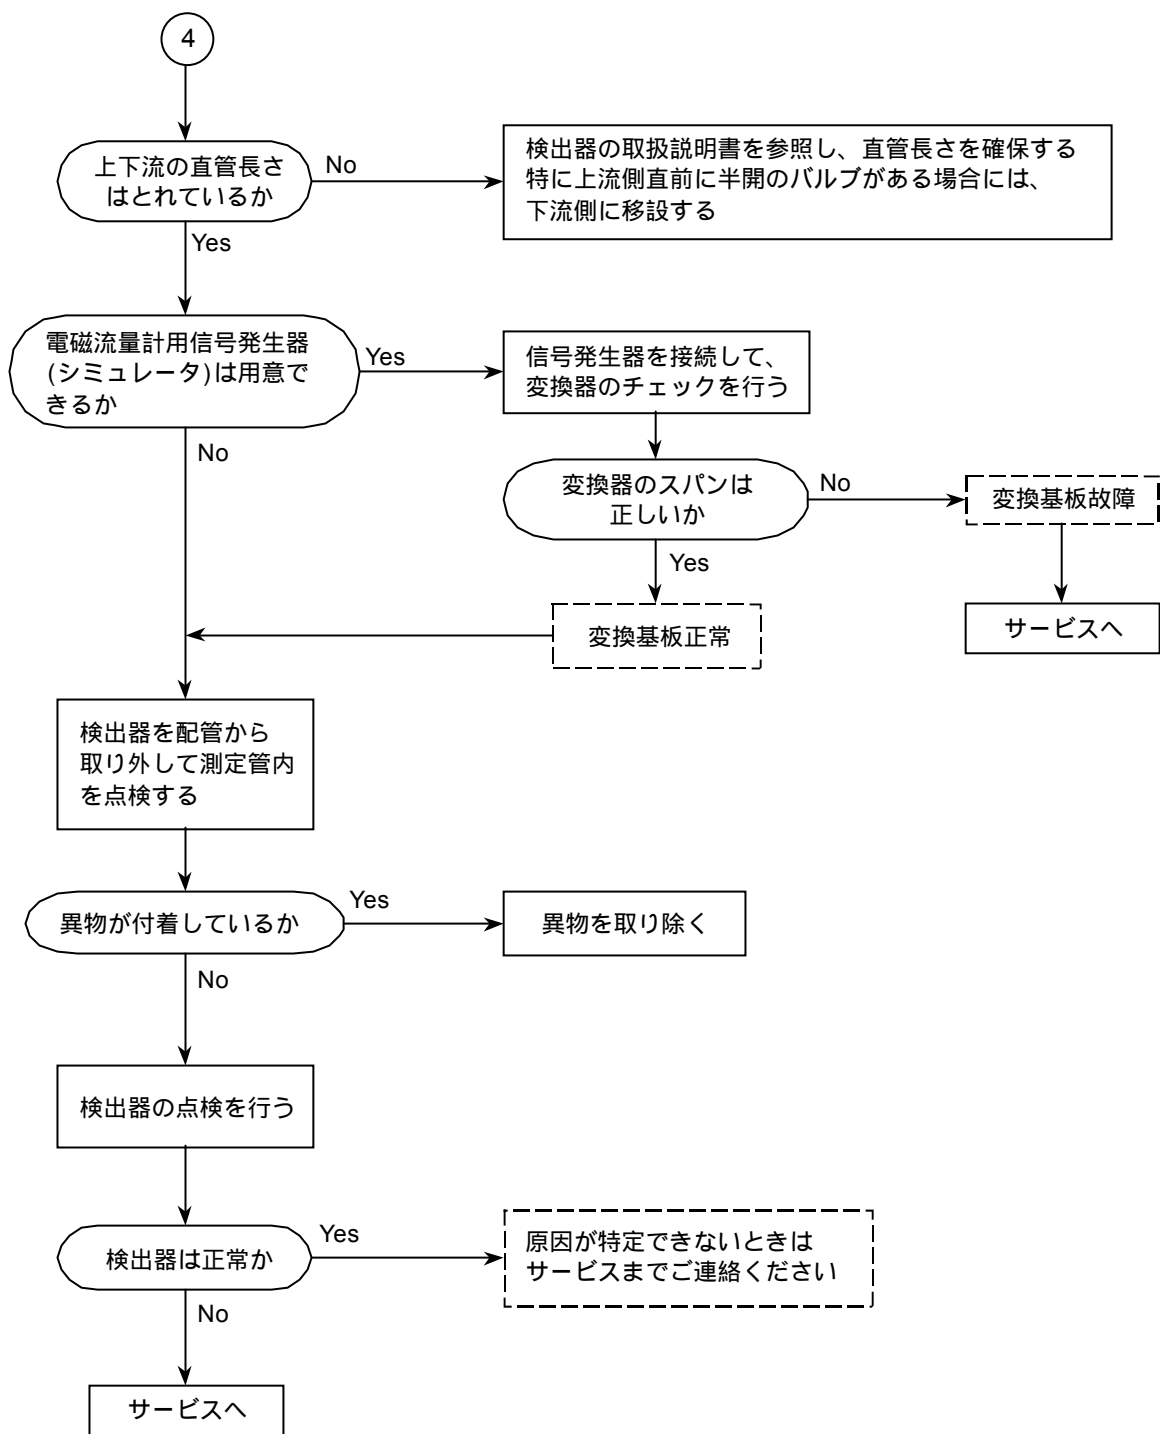 4
上下流の直管長さ
はとれているか
No
検出器の取扱説明書を参照し、直管長さを確保する
特に上流側直前に半開のバルブがある場合には、
下流側に移設する
Yes
電磁流量計用信号発生器
(シミュレータ)は用意で
きるか
Yes
信号発生器を接続して、
変換器のチェックを行う
No
変換器のスパンは
正しいか
No
変換基板故障
Yes
サービスへ
変換基板正常
検出器を配管から
取り外して測定管内
を点検する
異物が付着しているか
Yes
異物を取り除く
No
検出器の点検を行う
検出器は正常か
Yes
原因が特定できないときは
サービスまでご連絡ください
No
サービスへ